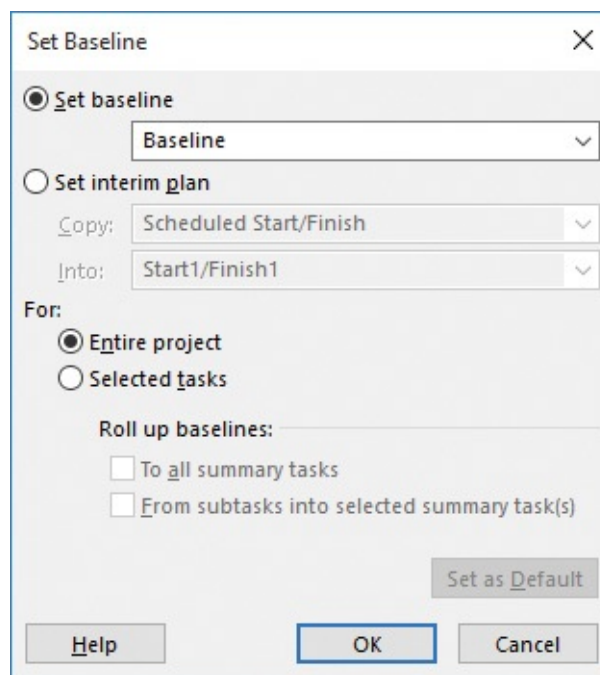 Set Baseline
Set baseline
Baseline
Set interim plan
Copy: Scheduled Start/Finish
Into: Start1/Finish1
For:
Entire project
Selected tasks
Roll up baselines:
To all summary tasks
From subtasks into selected summary task(s)
Set as Default
Help OK Cancel